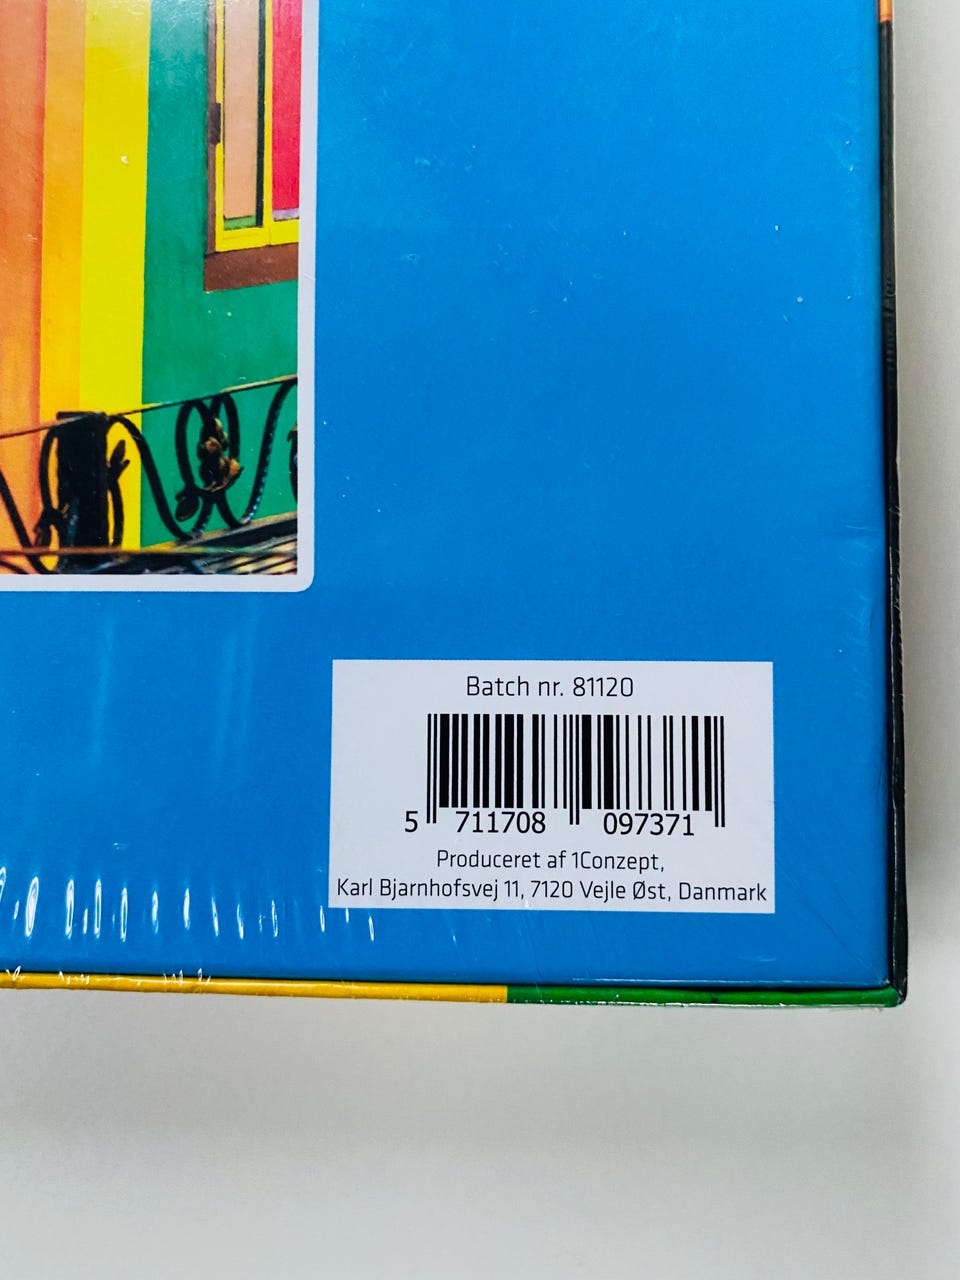 Batch nr. 81120
5 711708 097371
Produceret af 1Conzept,
Karl Bjarnhofsvej 11, 7120 Vejle Øst, Danmark